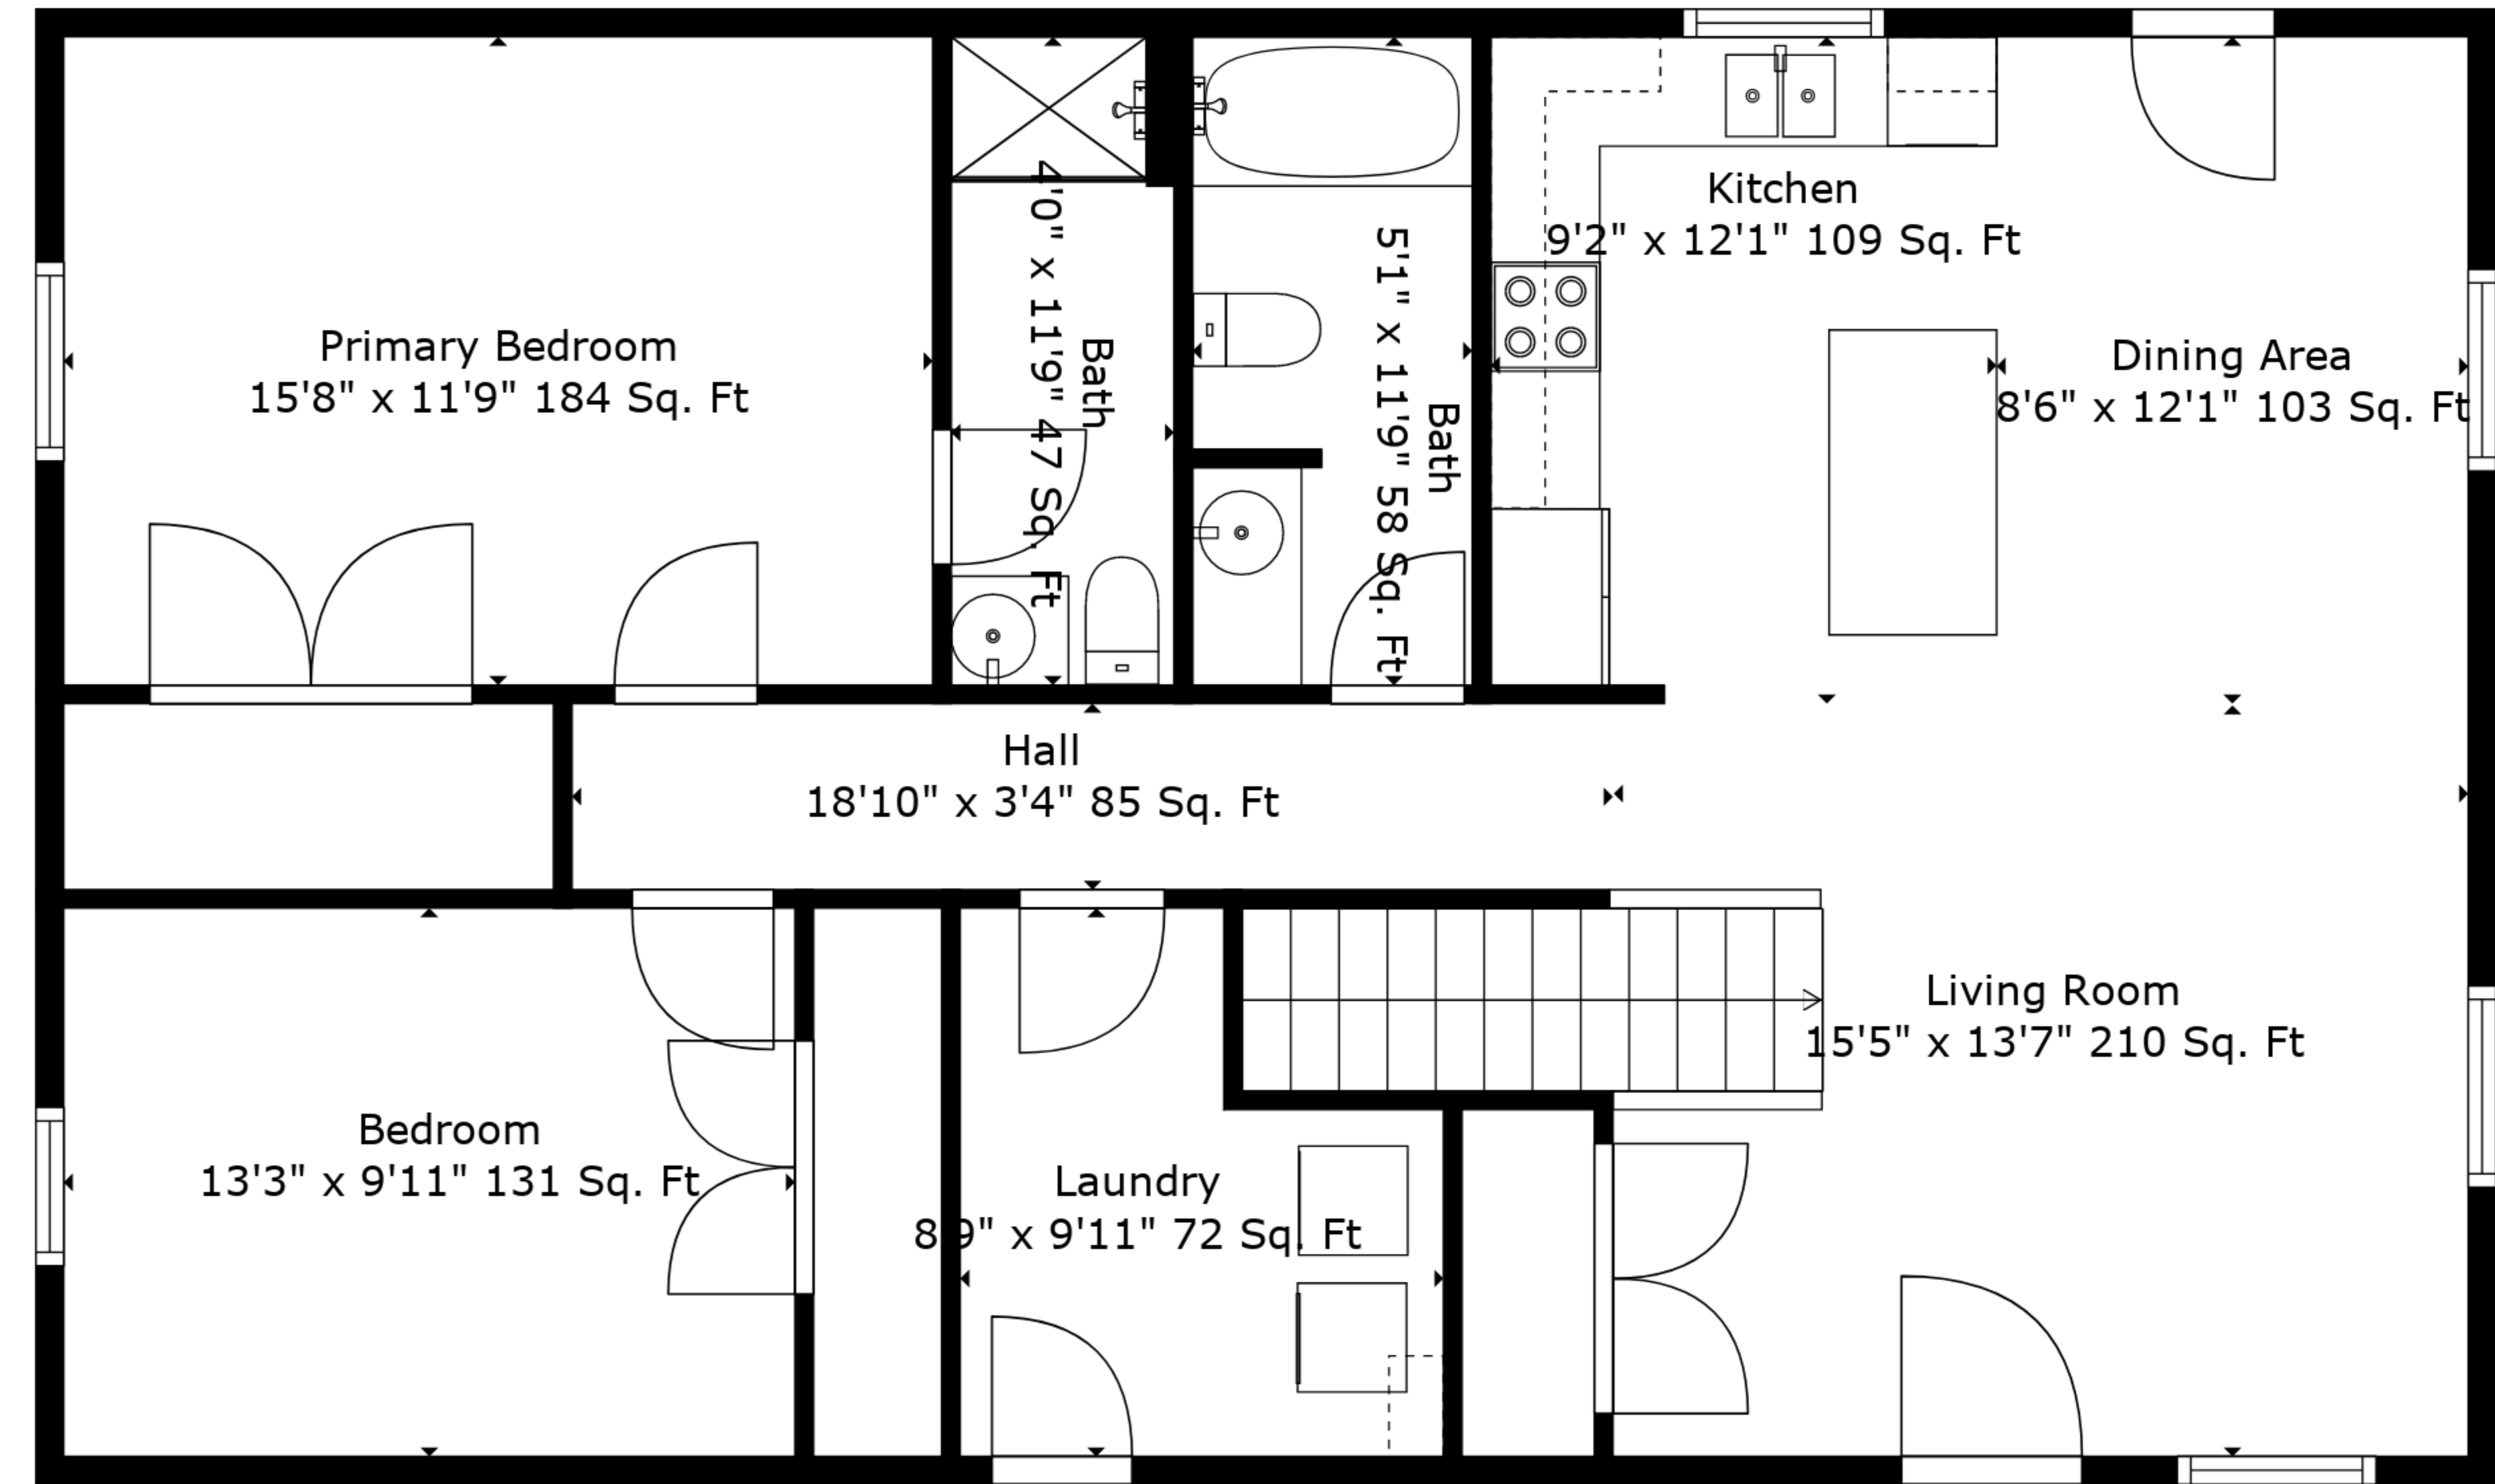 Primary Bedroom
15'8" x 11'9" 184 Sq. Ft
Bath
4'0" x 11'9" 47 Sq. Ft
Bath
5'1" x 11'9" 58 Sq. Ft
Kitchen
9'2" x 12'1" 109 Sq. Ft
Dining Area
8'6" x 12'1" 103 Sq. Ft
Hall
18'10" x 3'4" 85 Sq. Ft
Living Room
15'5" x 13'7" 210 Sq. Ft
Bedroom
13'3" x 9'11" 131 Sq. Ft
Laundry
8'9" x 9'11" 72 Sq. Ft